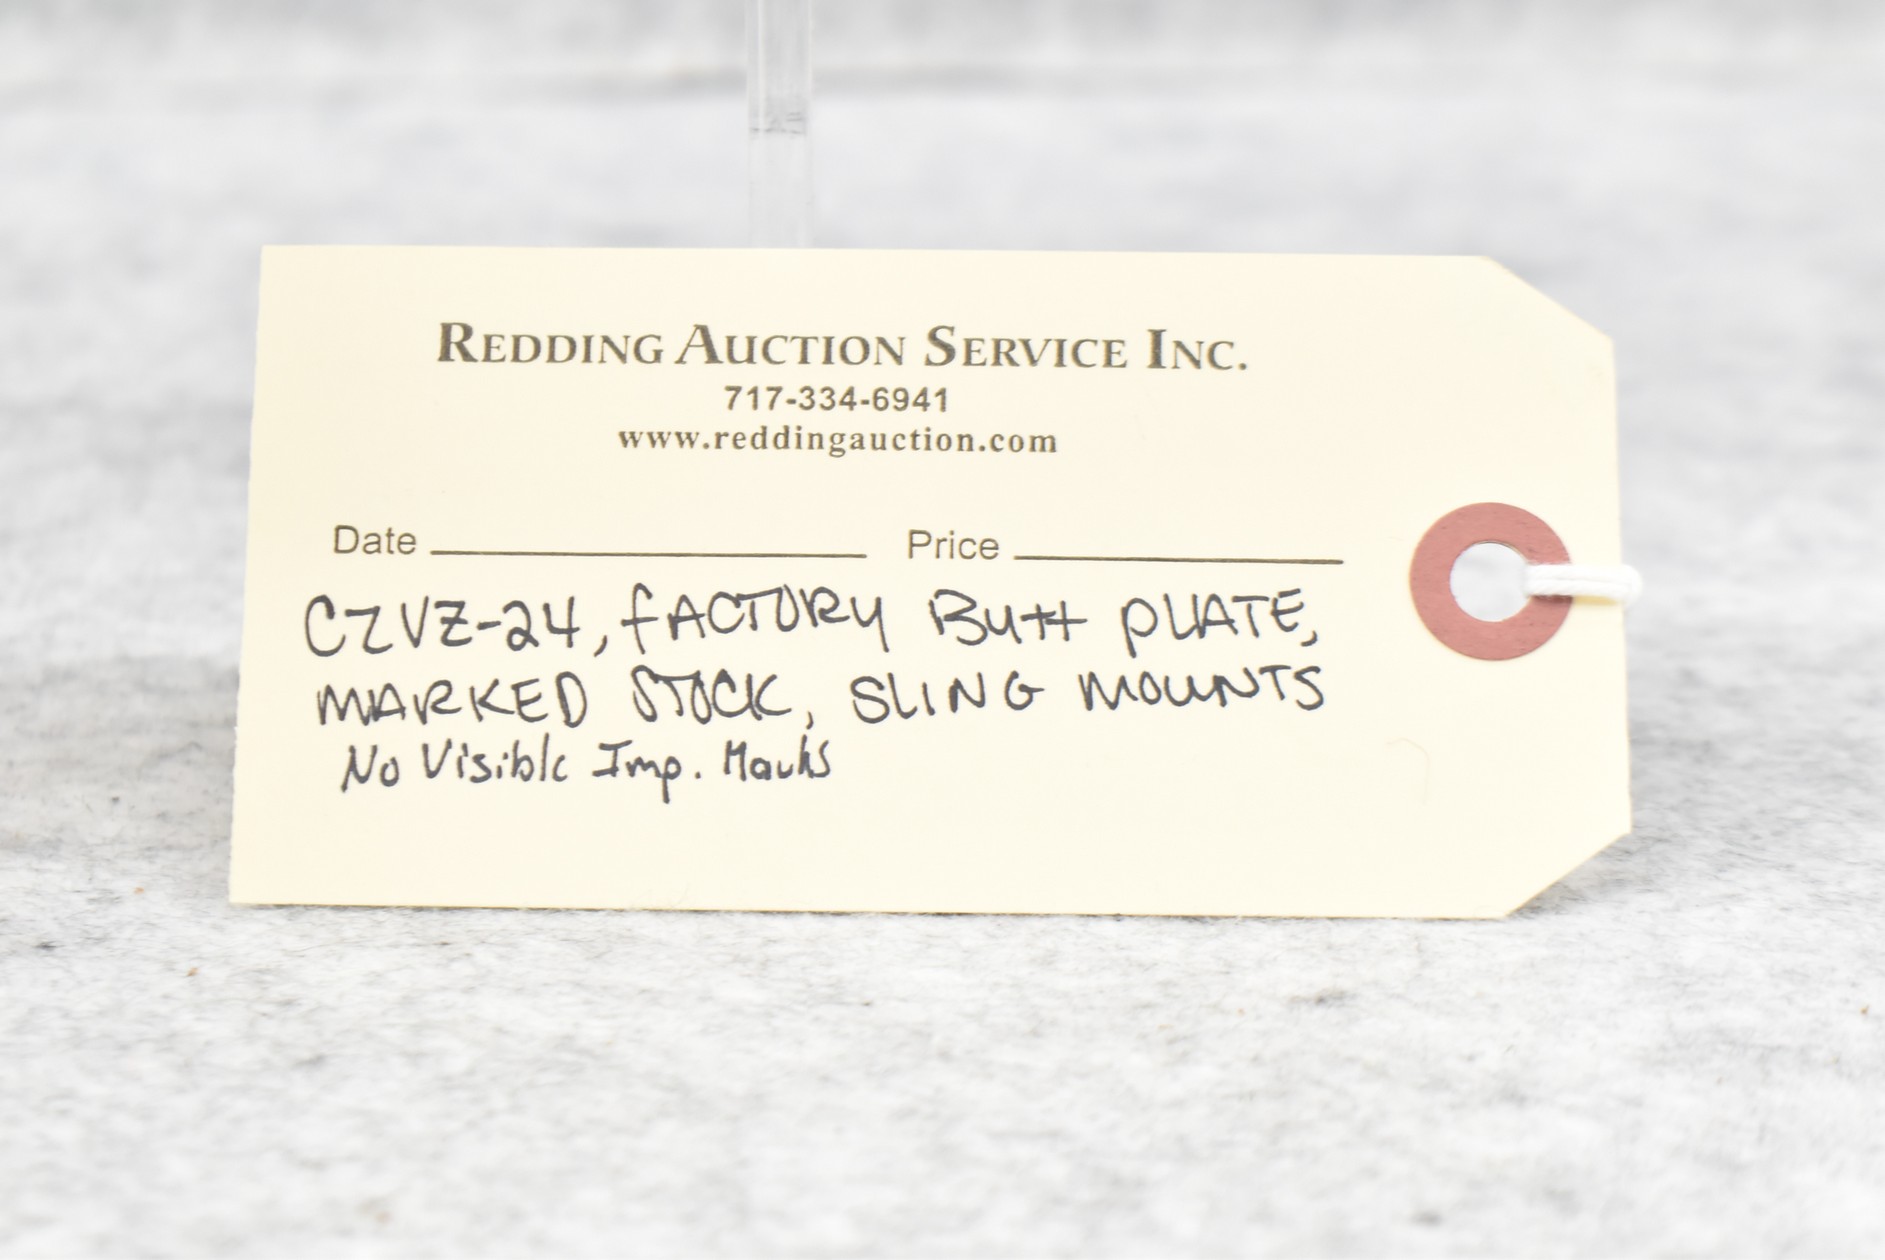 REDDING AUCTION SERVICE INC.
717-334-6941
www.reddingauction.com
Date Price
CZVZ-24, FACTORY BUTT PLATE,
MARKED STOCK, SLING MOUNTS
No Visible Imp. Marks